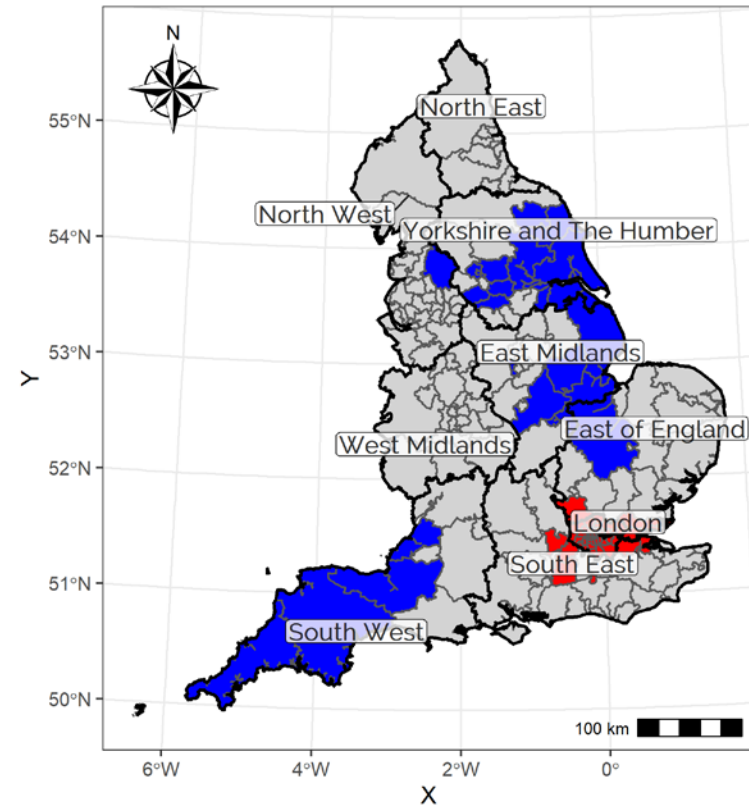 N
North East
North West
Yorkshire and The Humber
East Midlands
East of England
West Midlands
London
South East
South West
100 km
55°N
54°N
53°N
52°N
51°N
50°N
Y
6°W
4°W
2°W
0°
X